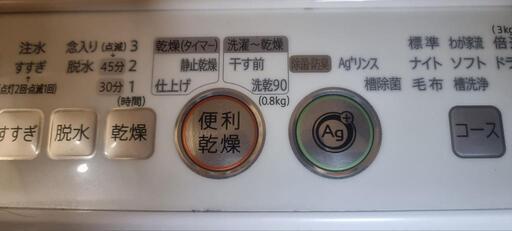 (3kg
注水 念入り(点滅)3
乾燥(タイマー) 洗濯〜乾燥
標準 わが家流 倍
すすぎ 脱水 45分 2
静止乾燥 干す前 除菌・防臭 Ag⁺リンス
ナイト ソフト ド
点灯2回・点滅1回) 30分 1
仕上げ 洗乾90
槽除菌 毛布 槽洗浄
(時間)
(0.8kg)
すすぎ 脱水 乾燥
便利
乾燥
Ag+
コース